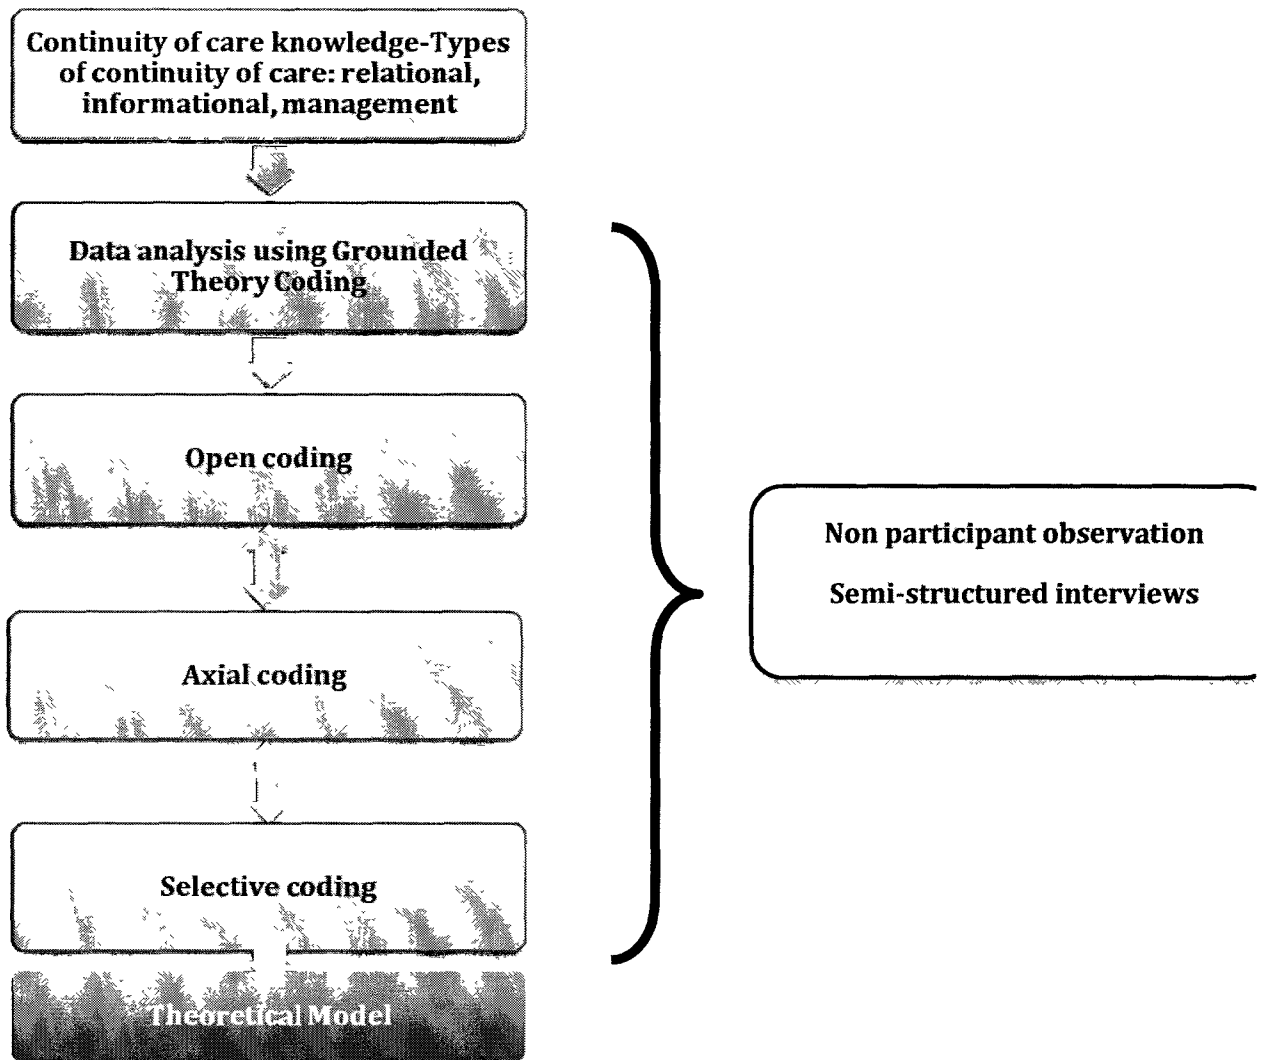 Continuity of care knowledge-Types
of continuity of care: relational,
informational, management
Data analysis using Grounded
Theory Coding
Open coding
Axial coding
Selective coding
Theoretical Model
Non participant observation
Semi-structured interviews